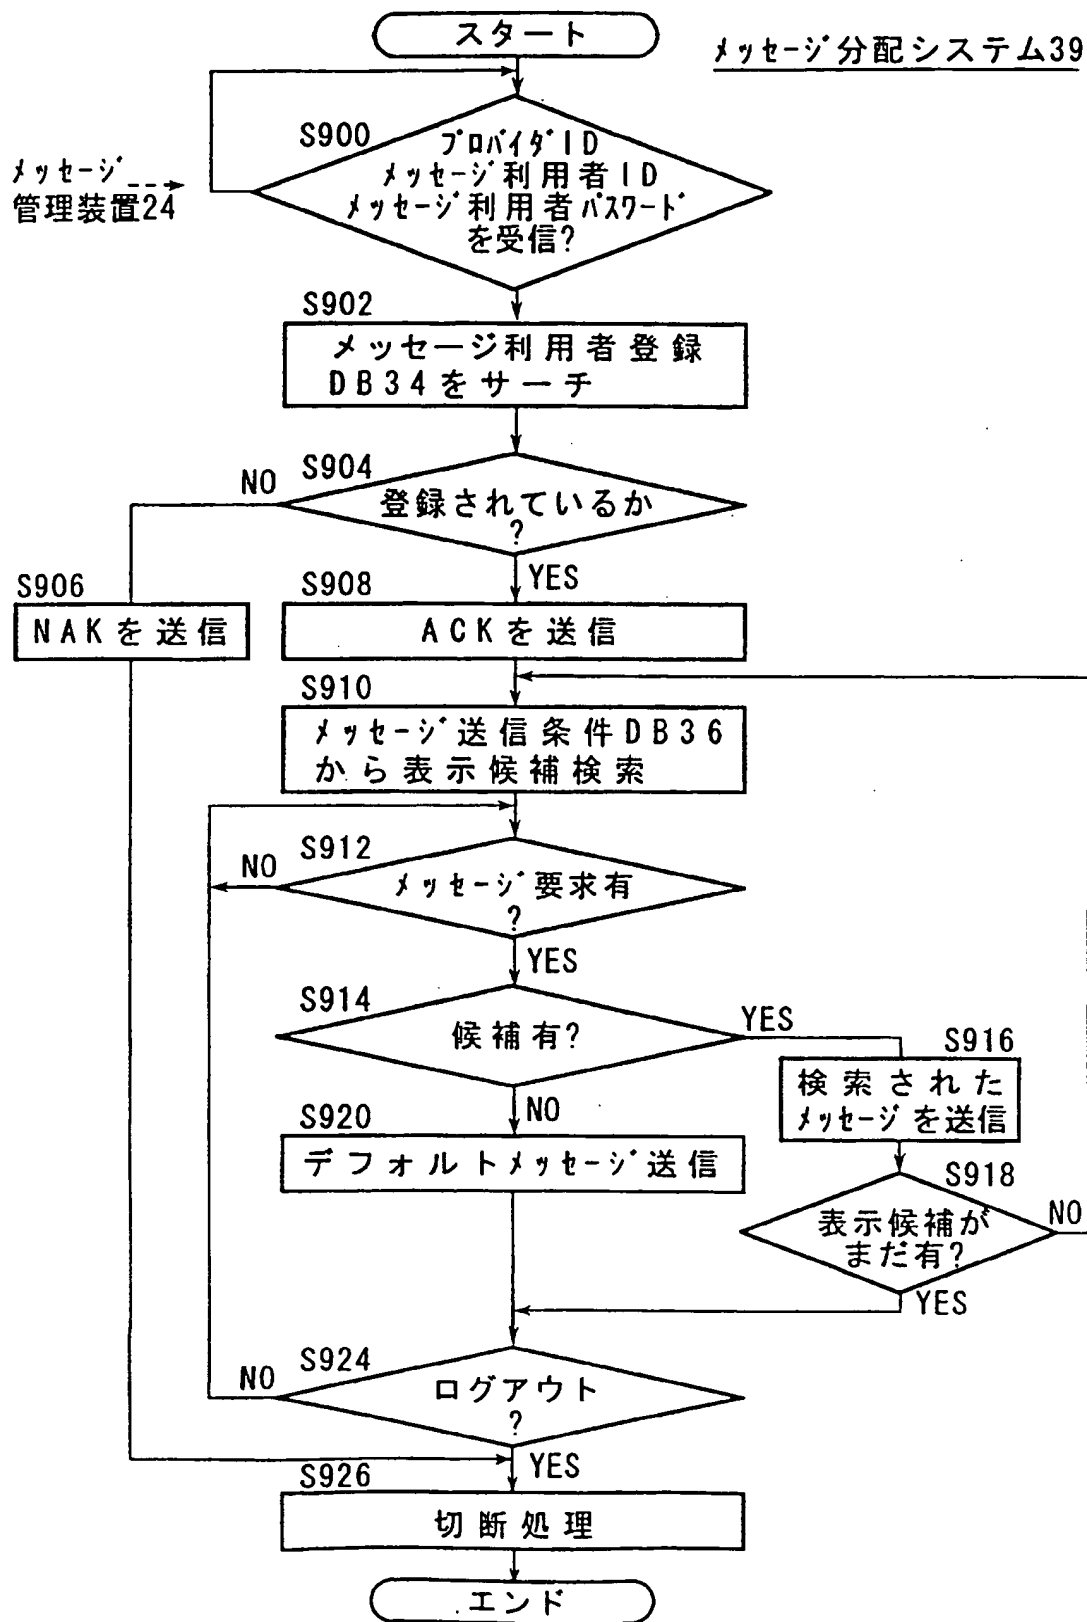 スタート
メッセージ分配システム39
S900
プロバイダID
メッセージ利用者ID
メッセージ利用者パスワード
を受信?
メッセージ
管理装置24
S902
メッセージ利用者登録
DB34をサーチ
S904
NO
登録されているか
?
YES
S906
NAKを送信
S908
ACKを送信
S910
メッセージ送信条件DB36
から表示候補検索
S912
NO
メッセージ要求有
?
YES
S914
候補有?
YES
S916
検索された
メッセージを送信
NO
S920
デフォルトメッセージ送信
S918
表示候補が
まだ有?
NO
YES
S924
NO
ログアウト
?
YES
S926
切断処理
エンド